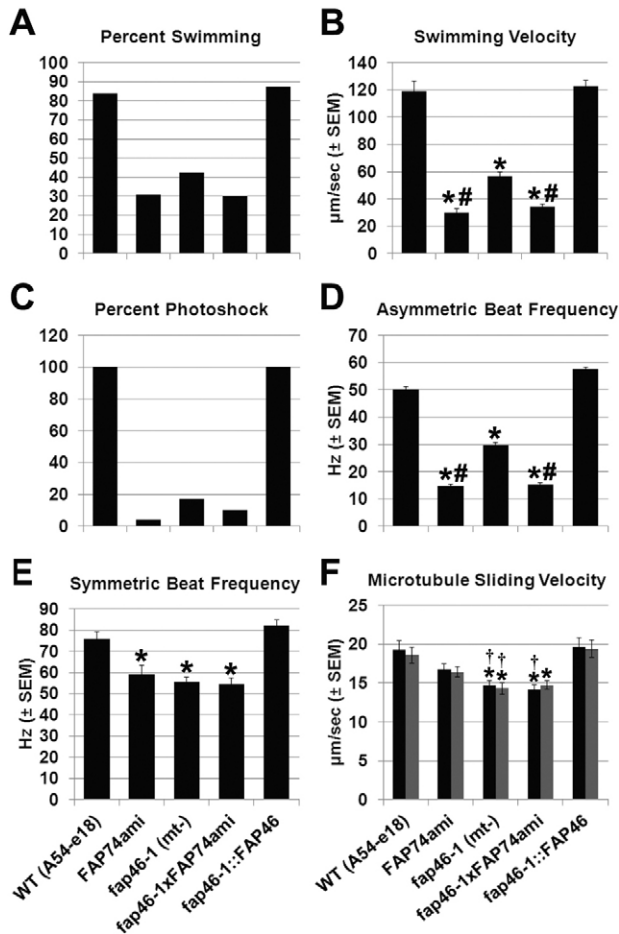 A
Percent Swimming
100
90
80
70
60
50
40
30
20
10
0
B
Swimming Velocity
µm/sec (± SEM)
140
120
100
80
60
40
20
0
*#
*
*#
C
Percent Photoshock
120
100
80
60
40
20
0
D
Asymmetric Beat Frequency
Hz (± SEM)
70
60
50
40
30
20
10
0
*#
*
*#
E
Symmetric Beat Frequency
Hz (± SEM)
90
80
70
60
50
40
30
20
10
0
*
*
*
WT (A54-e18)
FAP74ami
fap46-1 (mt-)
fap46-1xFAP74ami
fap46-1::FAP46
F
Microtubule Sliding Velocity
µm/sec (± SEM)
25
20
15
10
5
0
† † †
* * * *
WT (A54-e18)
FAP74ami
fap46-1 (mt-)
fap46-1xFAP74ami
fap46-1::FAP46